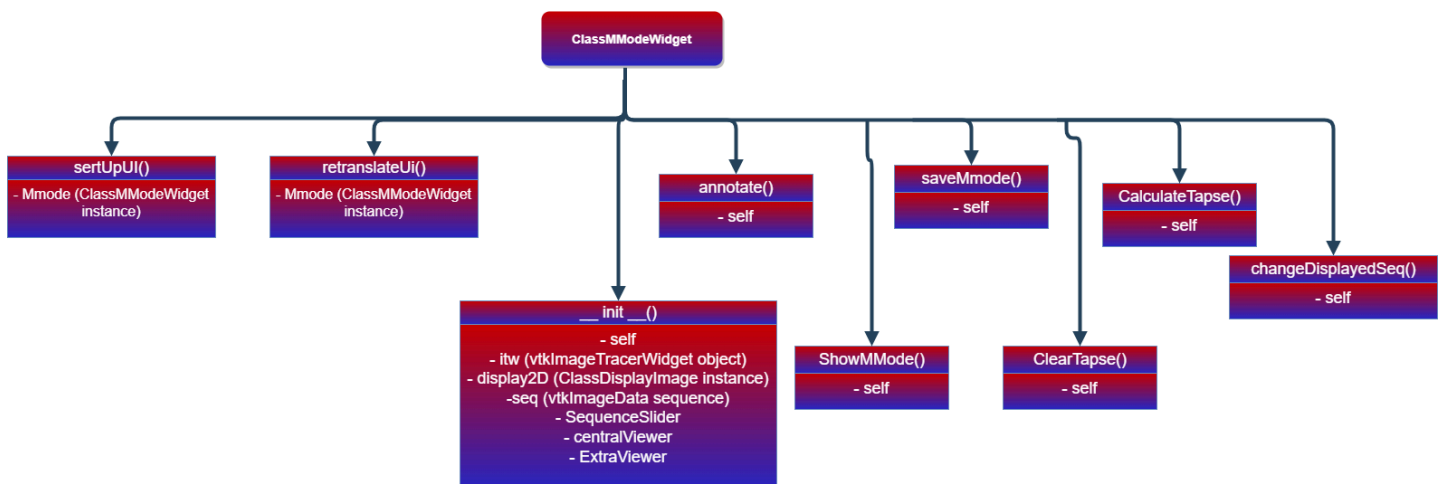 ClassMModeWidget
sertUpUI()
- Mmode (ClassMModeWidget
instance)
retranslateUi()
- Mmode (ClassMModeWidget
instance)
__ init __()
- self
- itw (vtkImageTracerWidget object)
- display2D (ClassDisplayImage instance)
-seq (vtkImageData sequence)
- SequenceSlider
- centralViewer
- ExtraViewer
annotate()
- self
ShowMMode()
- self
saveMmode()
- self
ClearTapse()
- self
CalculateTapse()
- self
changeDisplayedSeq()
- self